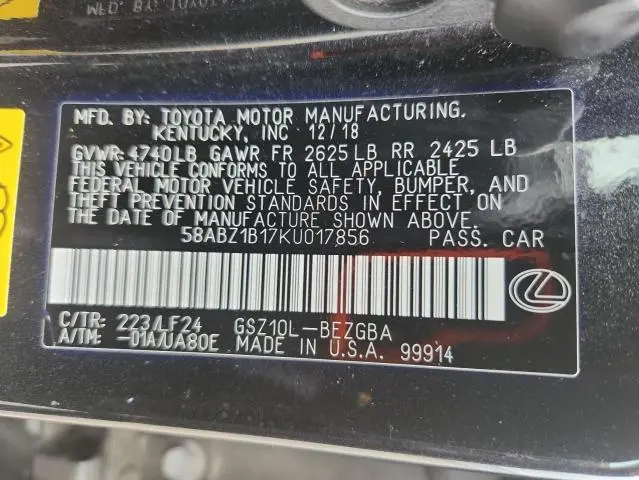 MFD. BY: TOYOTA MOTOR MANUFACTURING.
KENTUCKY, INC 12/18
GVWR: 4740LB GAWR FR 2625LB RR 2425 LB
THIS VEHICLE CONFORMS TO ALL APPLICABLE
FEDERAL MOTOR VEHICLE SAFETY, BUMPER, AND
THEFT PREVENTION STANDARDS IN EFFECT ON
THE DATE OF MANUFACTURE SHOWN ABOVE.
58ABZ1B17KU017856 PASS. CAR
C/TR: 223/LF24 GSZ10L-BEZGBA
A/TM: -01A/UA80E MADE IN U.S.A. 99914